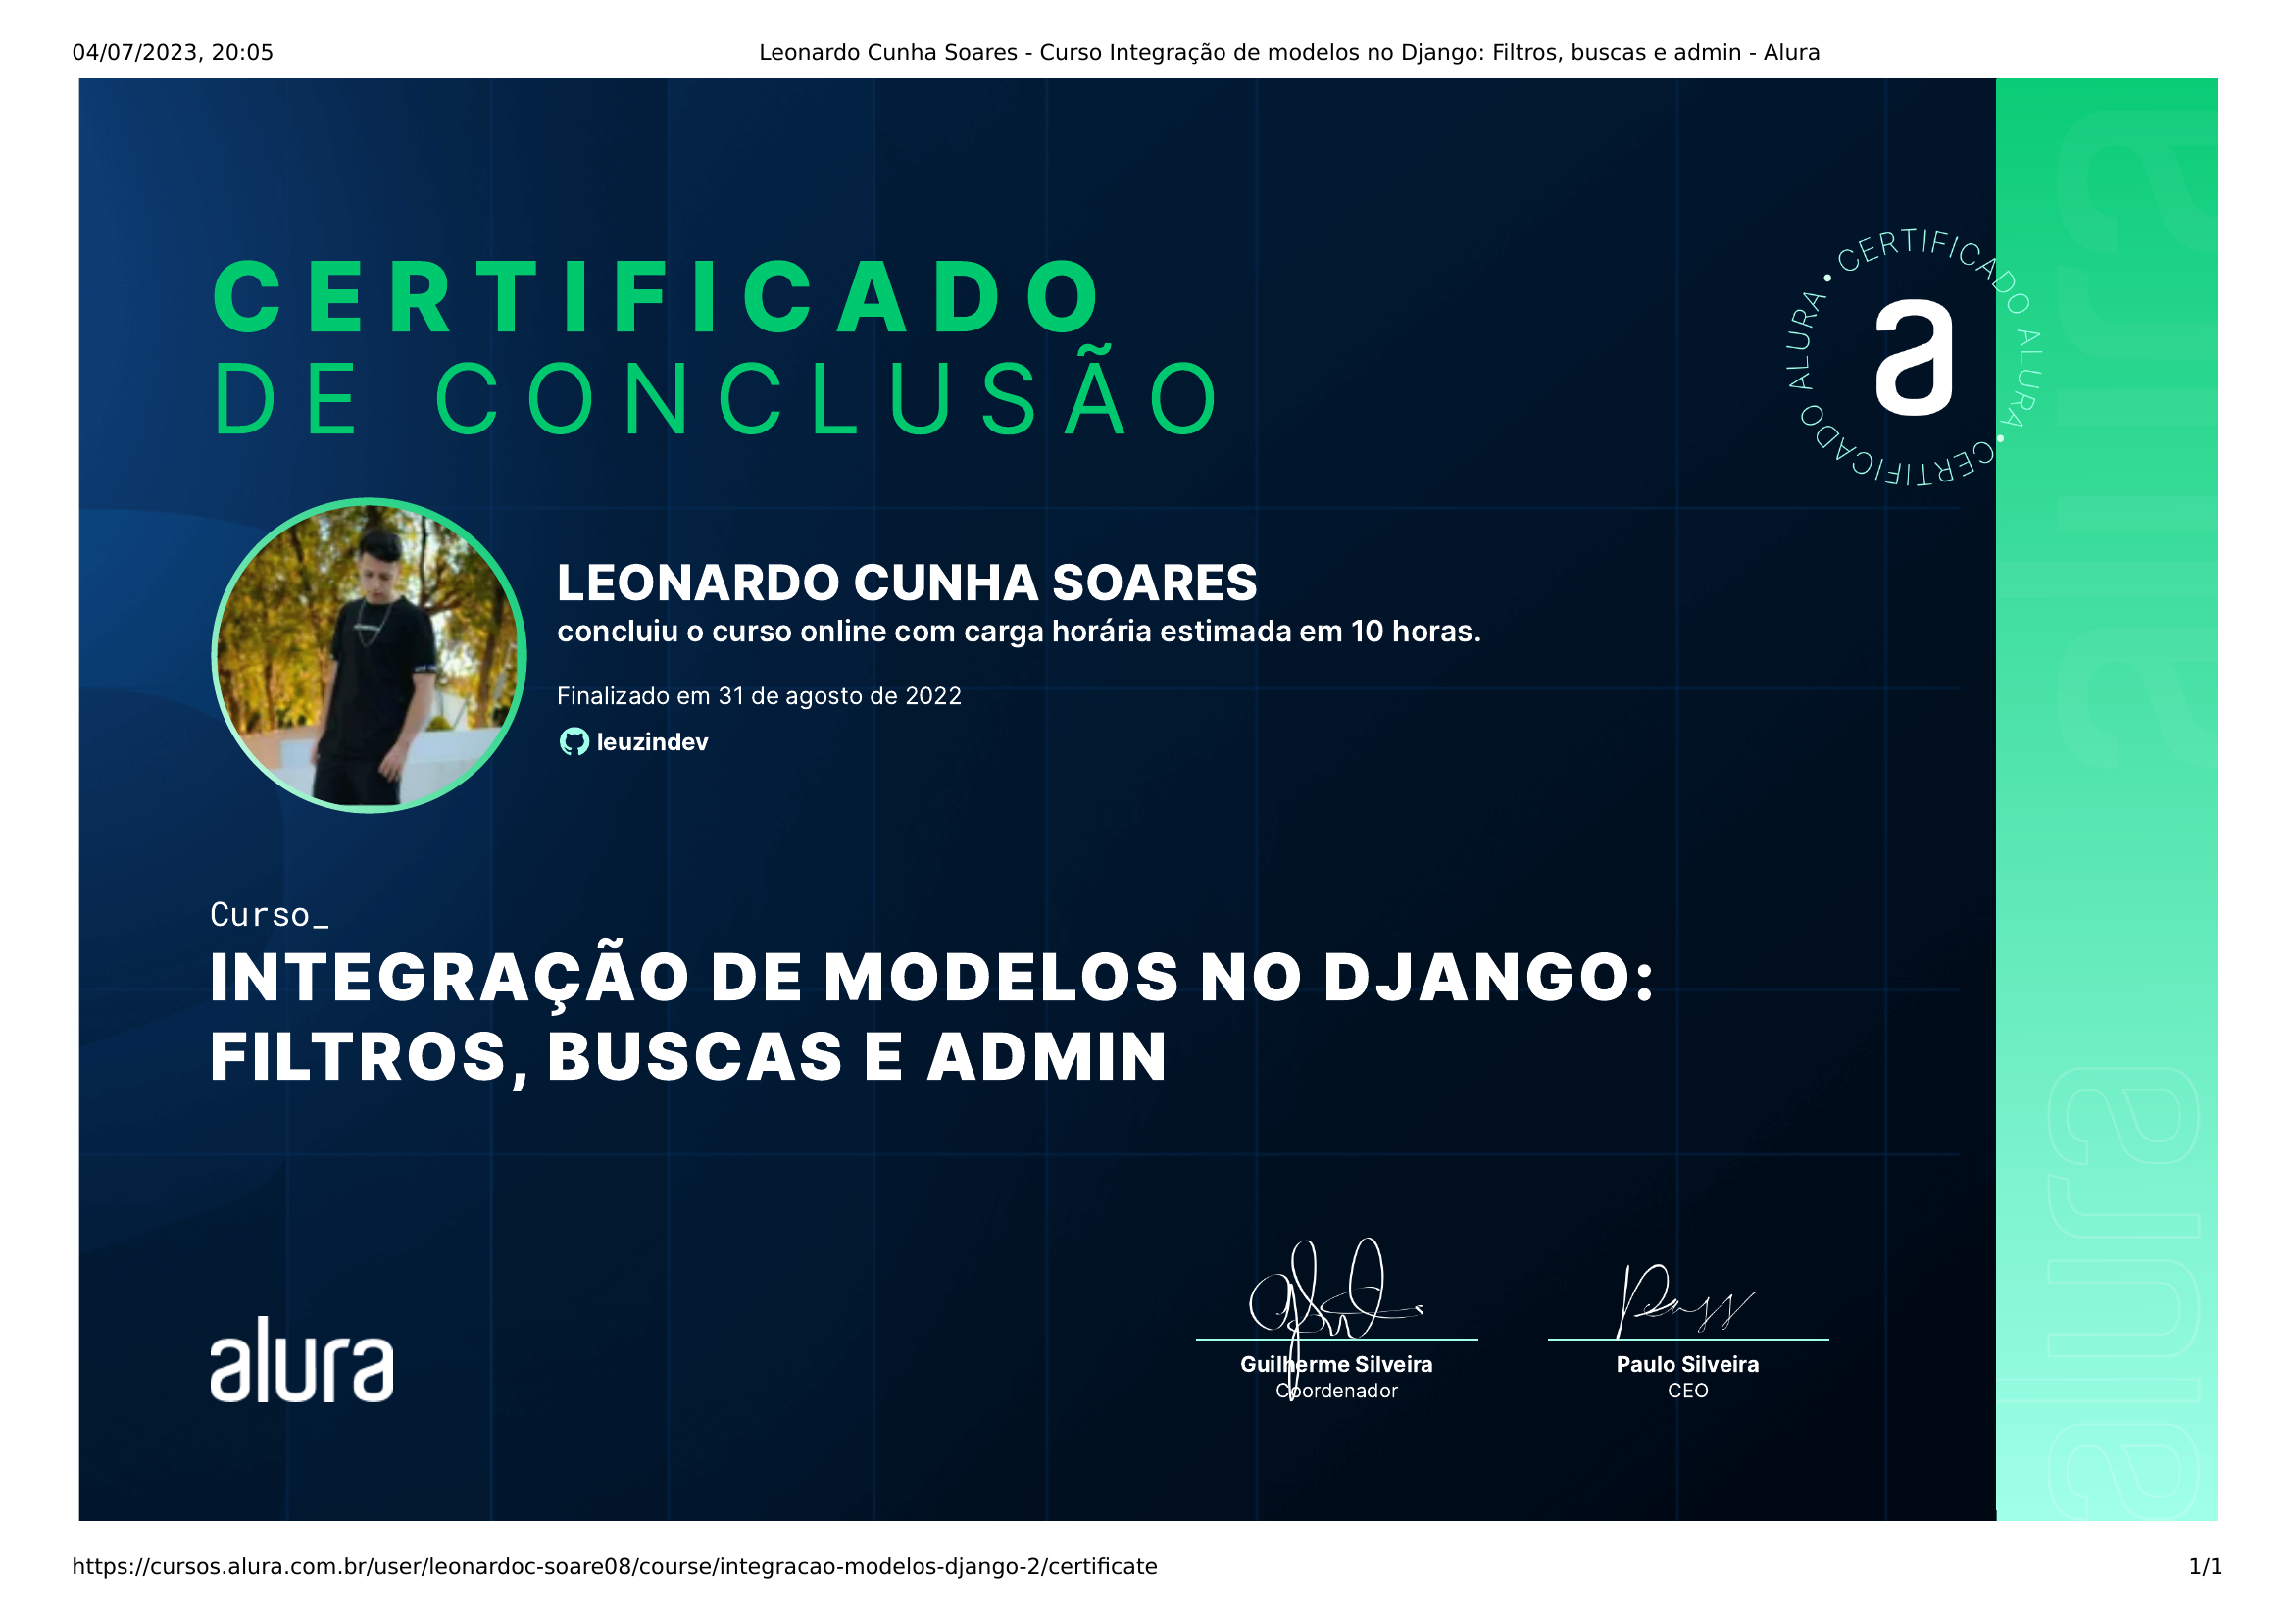 04/07/2023, 20:05
Leonardo Cunha Soares - Curso Integração de modelos no Django: Filtros, buscas e admin - Alura
CERTIFICADO
DE CONCLUSÃO
CERTIFICADO ALURA • CERTIFICADO ALURA •
a
LEONARDO CUNHA SOARES
concluiu o curso online com carga horária estimada em 10 horas.
Finalizado em 31 de agosto de 2022
leuzindev
Curso_
INTEGRAÇÃO DE MODELOS NO DJANGO:
FILTROS, BUSCAS E ADMIN
alura
Guilherme Silveira
Coordenador
Paulo Silveira
CEO
alura
alura
https://cursos.alura.com.br/user/leonardoc-soare08/course/integracao-modelos-django-2/certificate
1/1